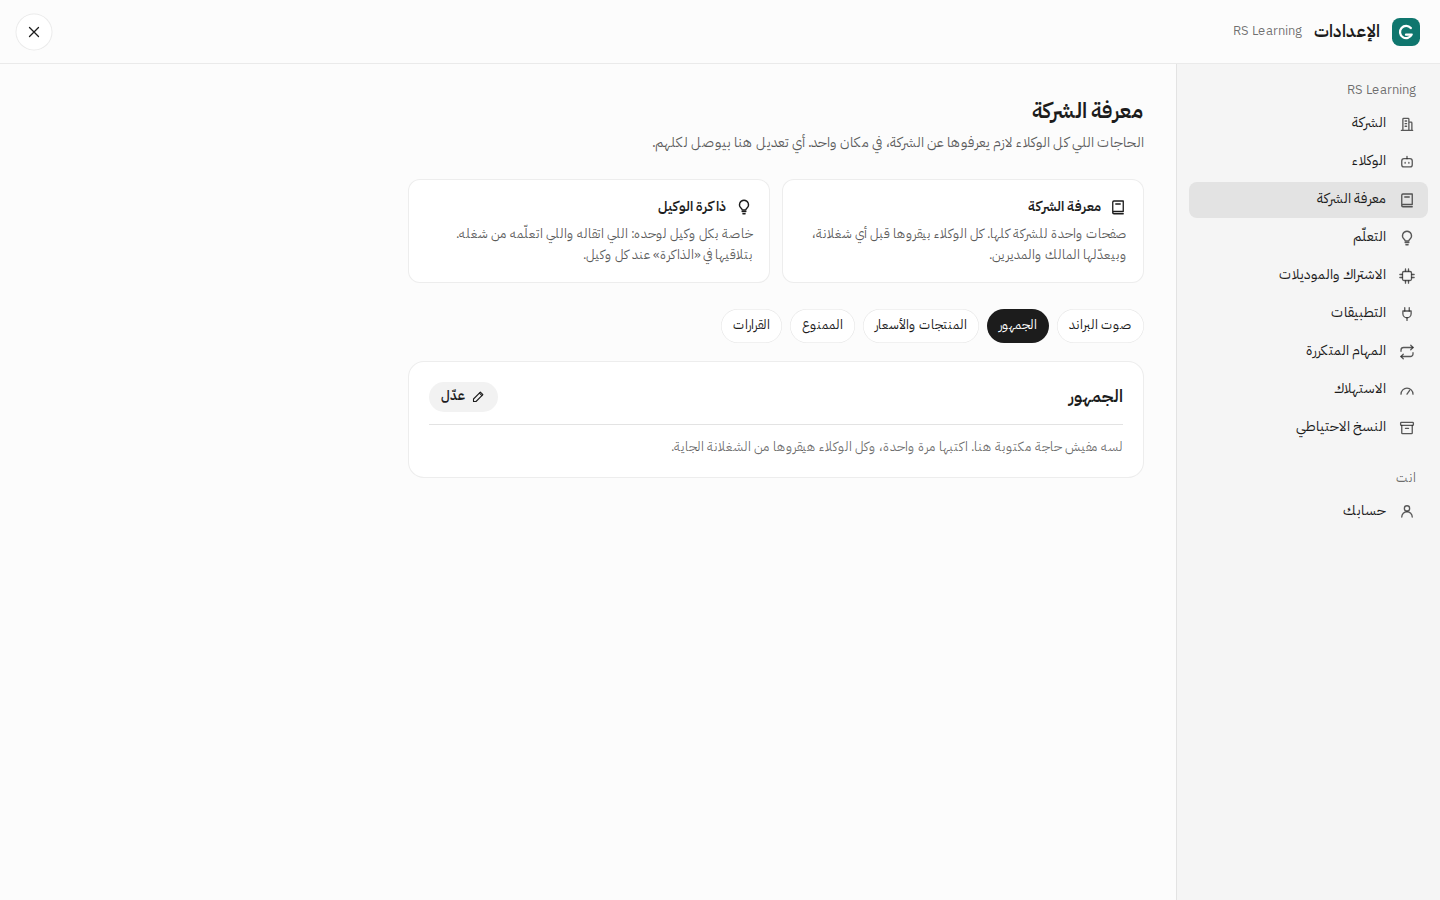 الإعدادات RS Learning
RS Learning
الشركة
الوكلاء
معرفة الشركة
التعلّم
الاشتراك والموديلات
التطبيقات
المهام المتكررة
الاستهلاك
النسخ الاحتياطي
انت
حسابك
معرفة الشركة
الحاجات اللي كل الوكلاء لازم يعرفوها عن الشركة، في مكان واحد. أي تعديل هنا بيوصل لكلهم.
معرفة الشركة
صفحات واحدة للشركة كلها. كل الوكلاء بيقروها قبل أي شغلانة،
وبيعدّلها المالك والمديرين.
ذاكرة الوكيل
خاصة بكل وكيل لوحده: اللي اتقاله واللي اتعلّمه من شغله.
بتلاقيها في «الذاكرة» عند كل وكيل.
صوت البراند
الجمهور
المنتجات والأسعار
الممنوع
القرارات
الجمهور
عدّل
لسه مفيش حاجة مكتوبة هنا. اكتبها مرة واحدة، وكل الوكلاء هيقروها من الشغلانة الجاية.